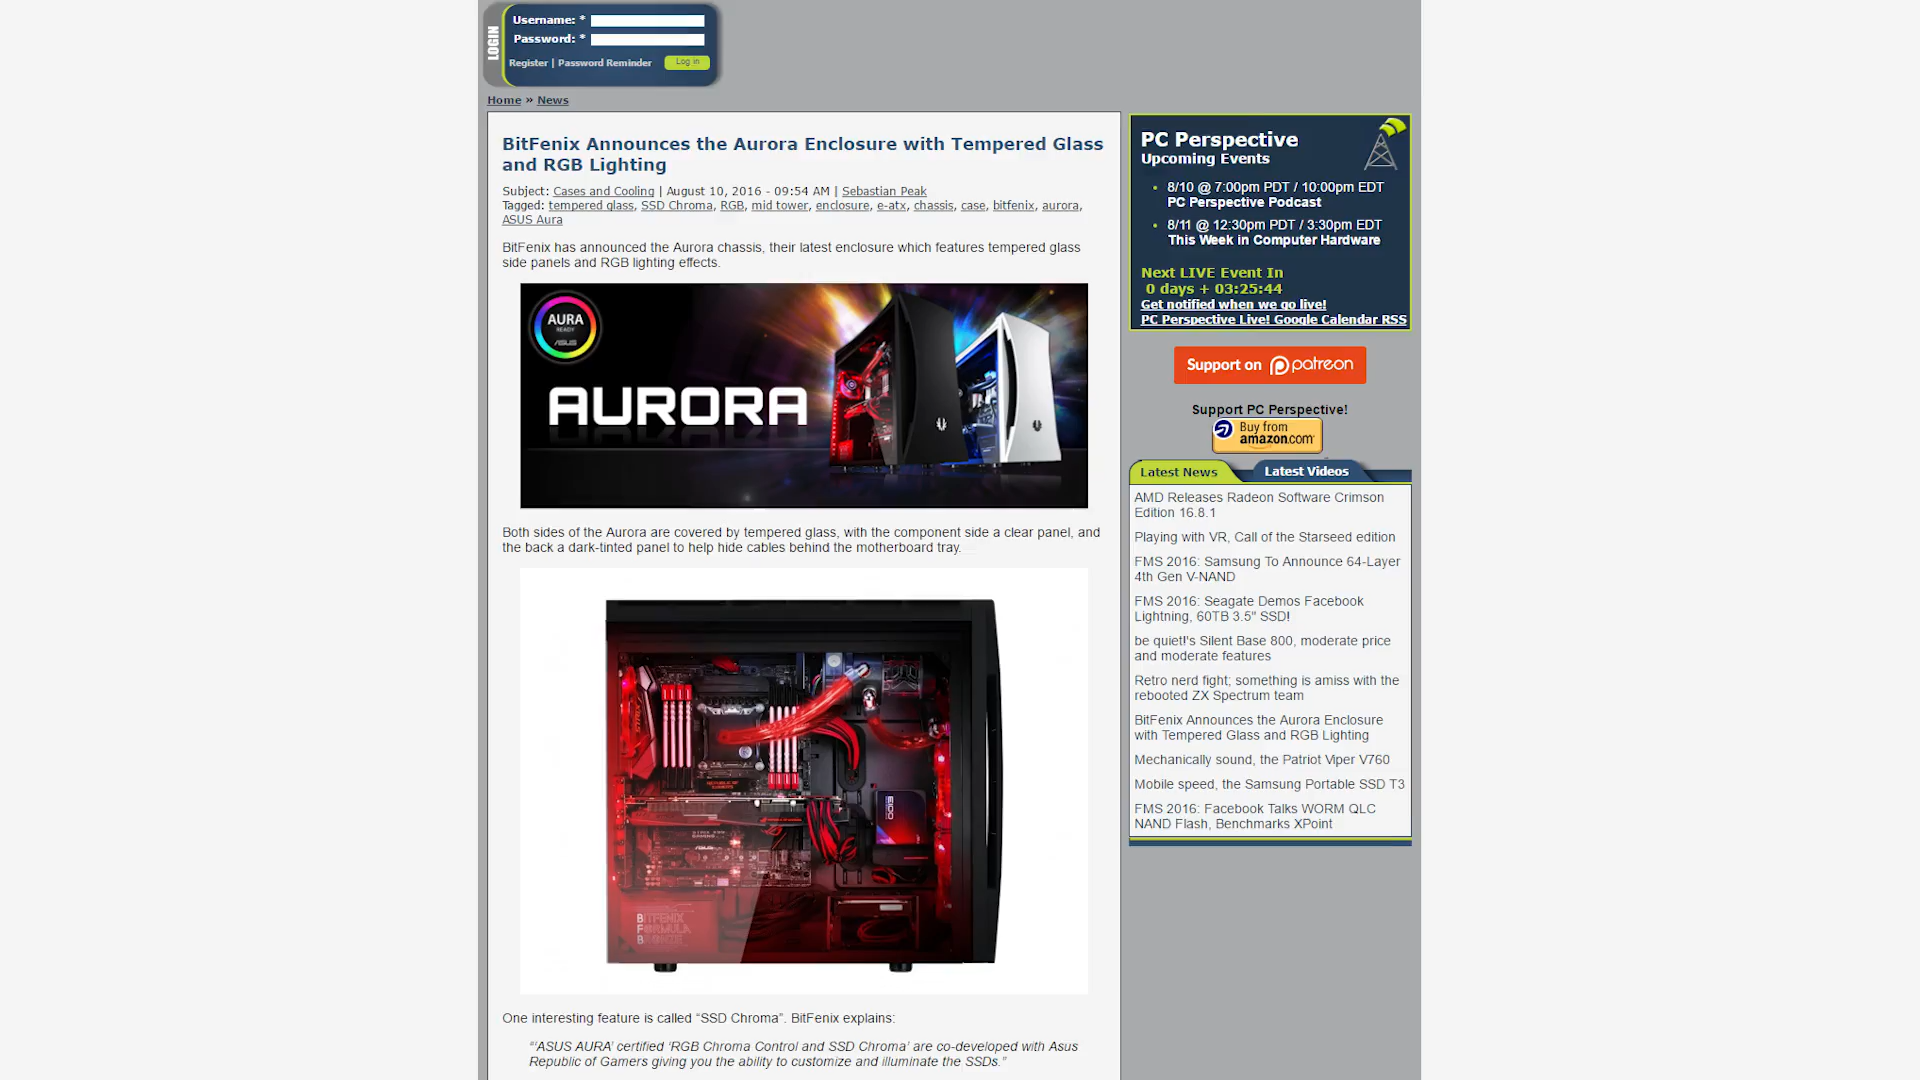 LOGIN
Username: *
Password: *
Register | Password Reminder
Log in
Home » News
BitFenix Announces the Aurora Enclosure with Tempered Glass
and RGB Lighting
Subject: Cases and Cooling | August 10, 2016 - 09:54 AM | Sebastian Peak
Tagged: tempered glass, SSD Chroma, RGB, mid tower, enclosure, e-atx, chassis, case, bitfenix, aurora,
ASUS Aura
BitFenix has announced the Aurora chassis, their latest enclosure which features tempered glass
side panels and RGB lighting effects.
AURA
READY
ASUS
AURORA
Both sides of the Aurora are covered by tempered glass, with the component side a clear panel, and
the back a dark-tinted panel to help hide cables behind the motherboard tray.
BITFENIX
FORMULA
BRONZE
One interesting feature is called “SSD Chroma”. BitFenix explains:
“‘ASUS AURA’ certified ‘RGB Chroma Control and SSD Chroma’ are co-developed with Asus
Republic of Gamers giving you the ability to customize and illuminate the SSDs.”
PC Perspective
Upcoming Events
8/10 @ 7:00pm PDT / 10:00pm EDT
PC Perspective Podcast
8/11 @ 12:30pm PDT / 3:30pm EDT
This Week in Computer Hardware
Next LIVE Event In
0 days + 03:25:44
Get notified when we go live!
PC Perspective Live! Google Calendar RSS
Support on patreon
Support PC Perspective!
Buy from
amazon.com
Latest News
Latest Videos
AMD Releases Radeon Software Crimson
Edition 16.8.1
Playing with VR, Call of the Starseed edition
FMS 2016: Samsung To Announce 64-Layer
4th Gen V-NAND
FMS 2016: Seagate Demos Facebook
Lightning, 60TB 3.5" SSD!
be quiet!'s Silent Base 800, moderate price
and moderate features
Retro nerd fight; something is amiss with the
rebooted ZX Spectrum team
BitFenix Announces the Aurora Enclosure
with Tempered Glass and RGB Lighting
Mechanically sound, the Patriot Viper V760
Mobile speed, the Samsung Portable SSD T3
FMS 2016: Facebook Talks WORM QLC
NAND Flash, Benchmarks XPoint